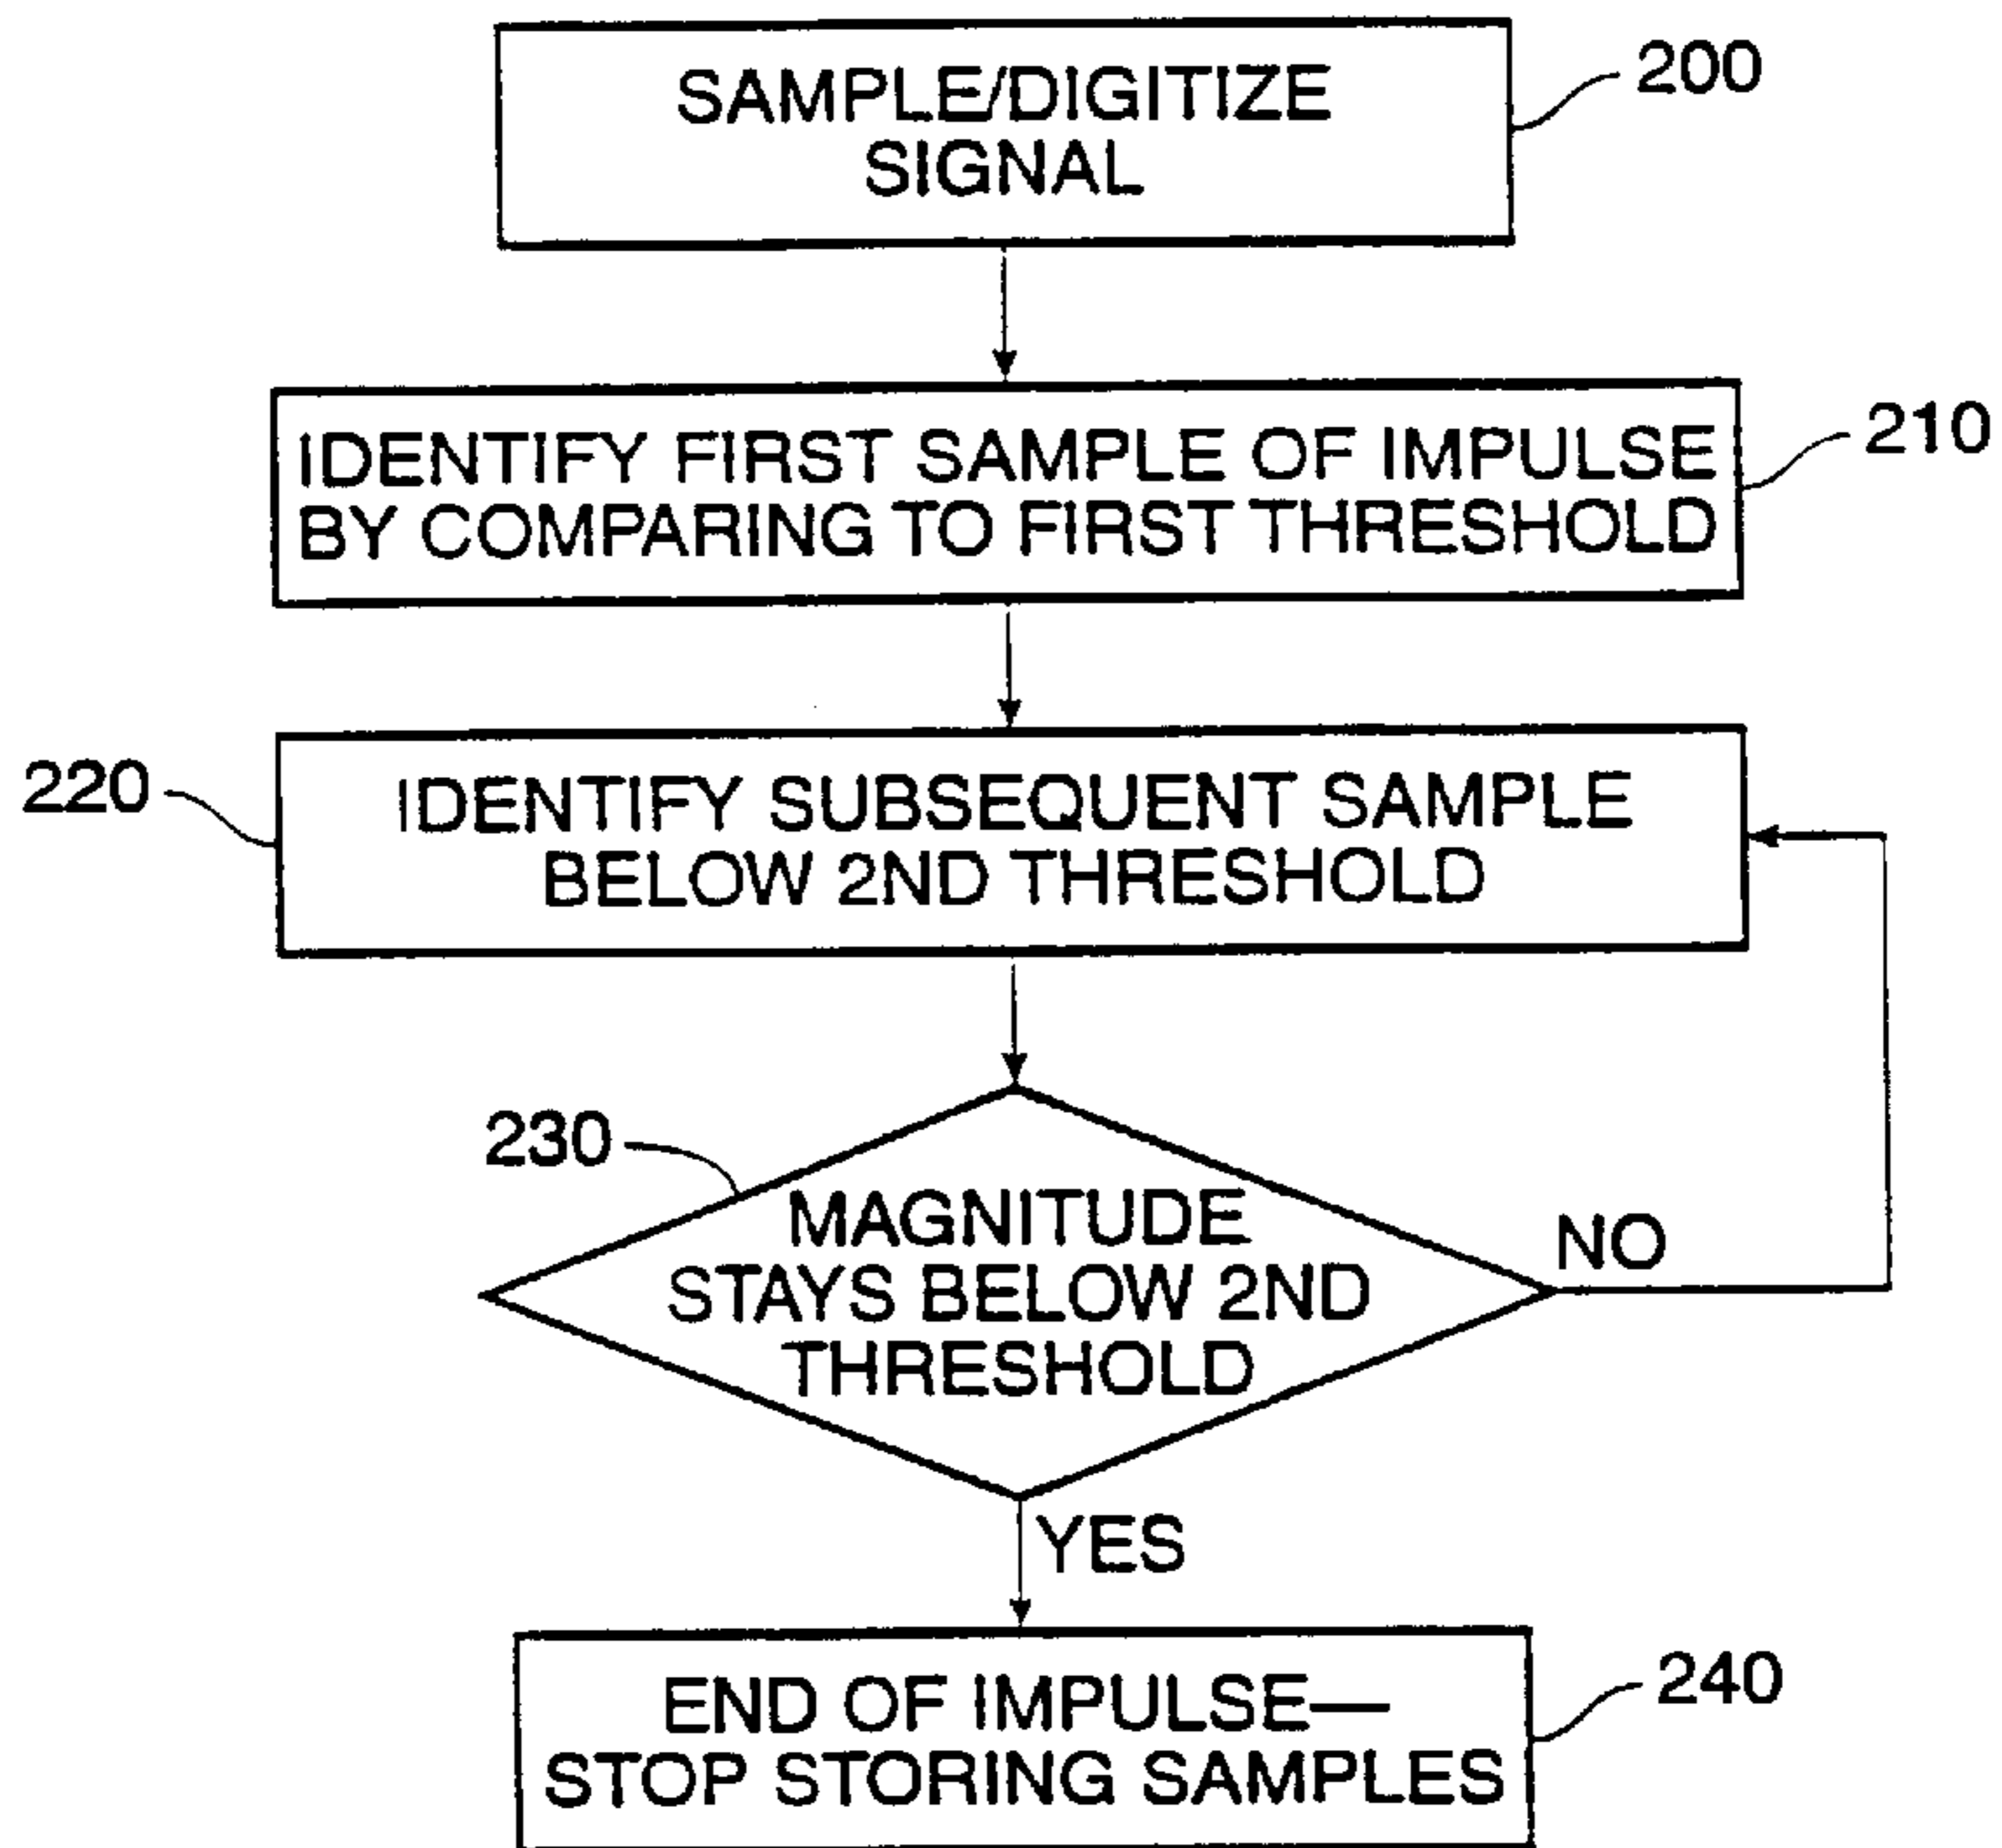 SAMPLE/DIGITIZE
SIGNAL
200
IDENTIFY FIRST SAMPLE OF IMPULSE
BY COMPARING TO FIRST THRESHOLD
210
220
IDENTIFY SUBSEQUENT SAMPLE
BELOW 2ND THRESHOLD
230
MAGNITUDE
STAYS BELOW 2ND
THRESHOLD
NO
YES
END OF IMPULSE—
STOP STORING SAMPLES
240